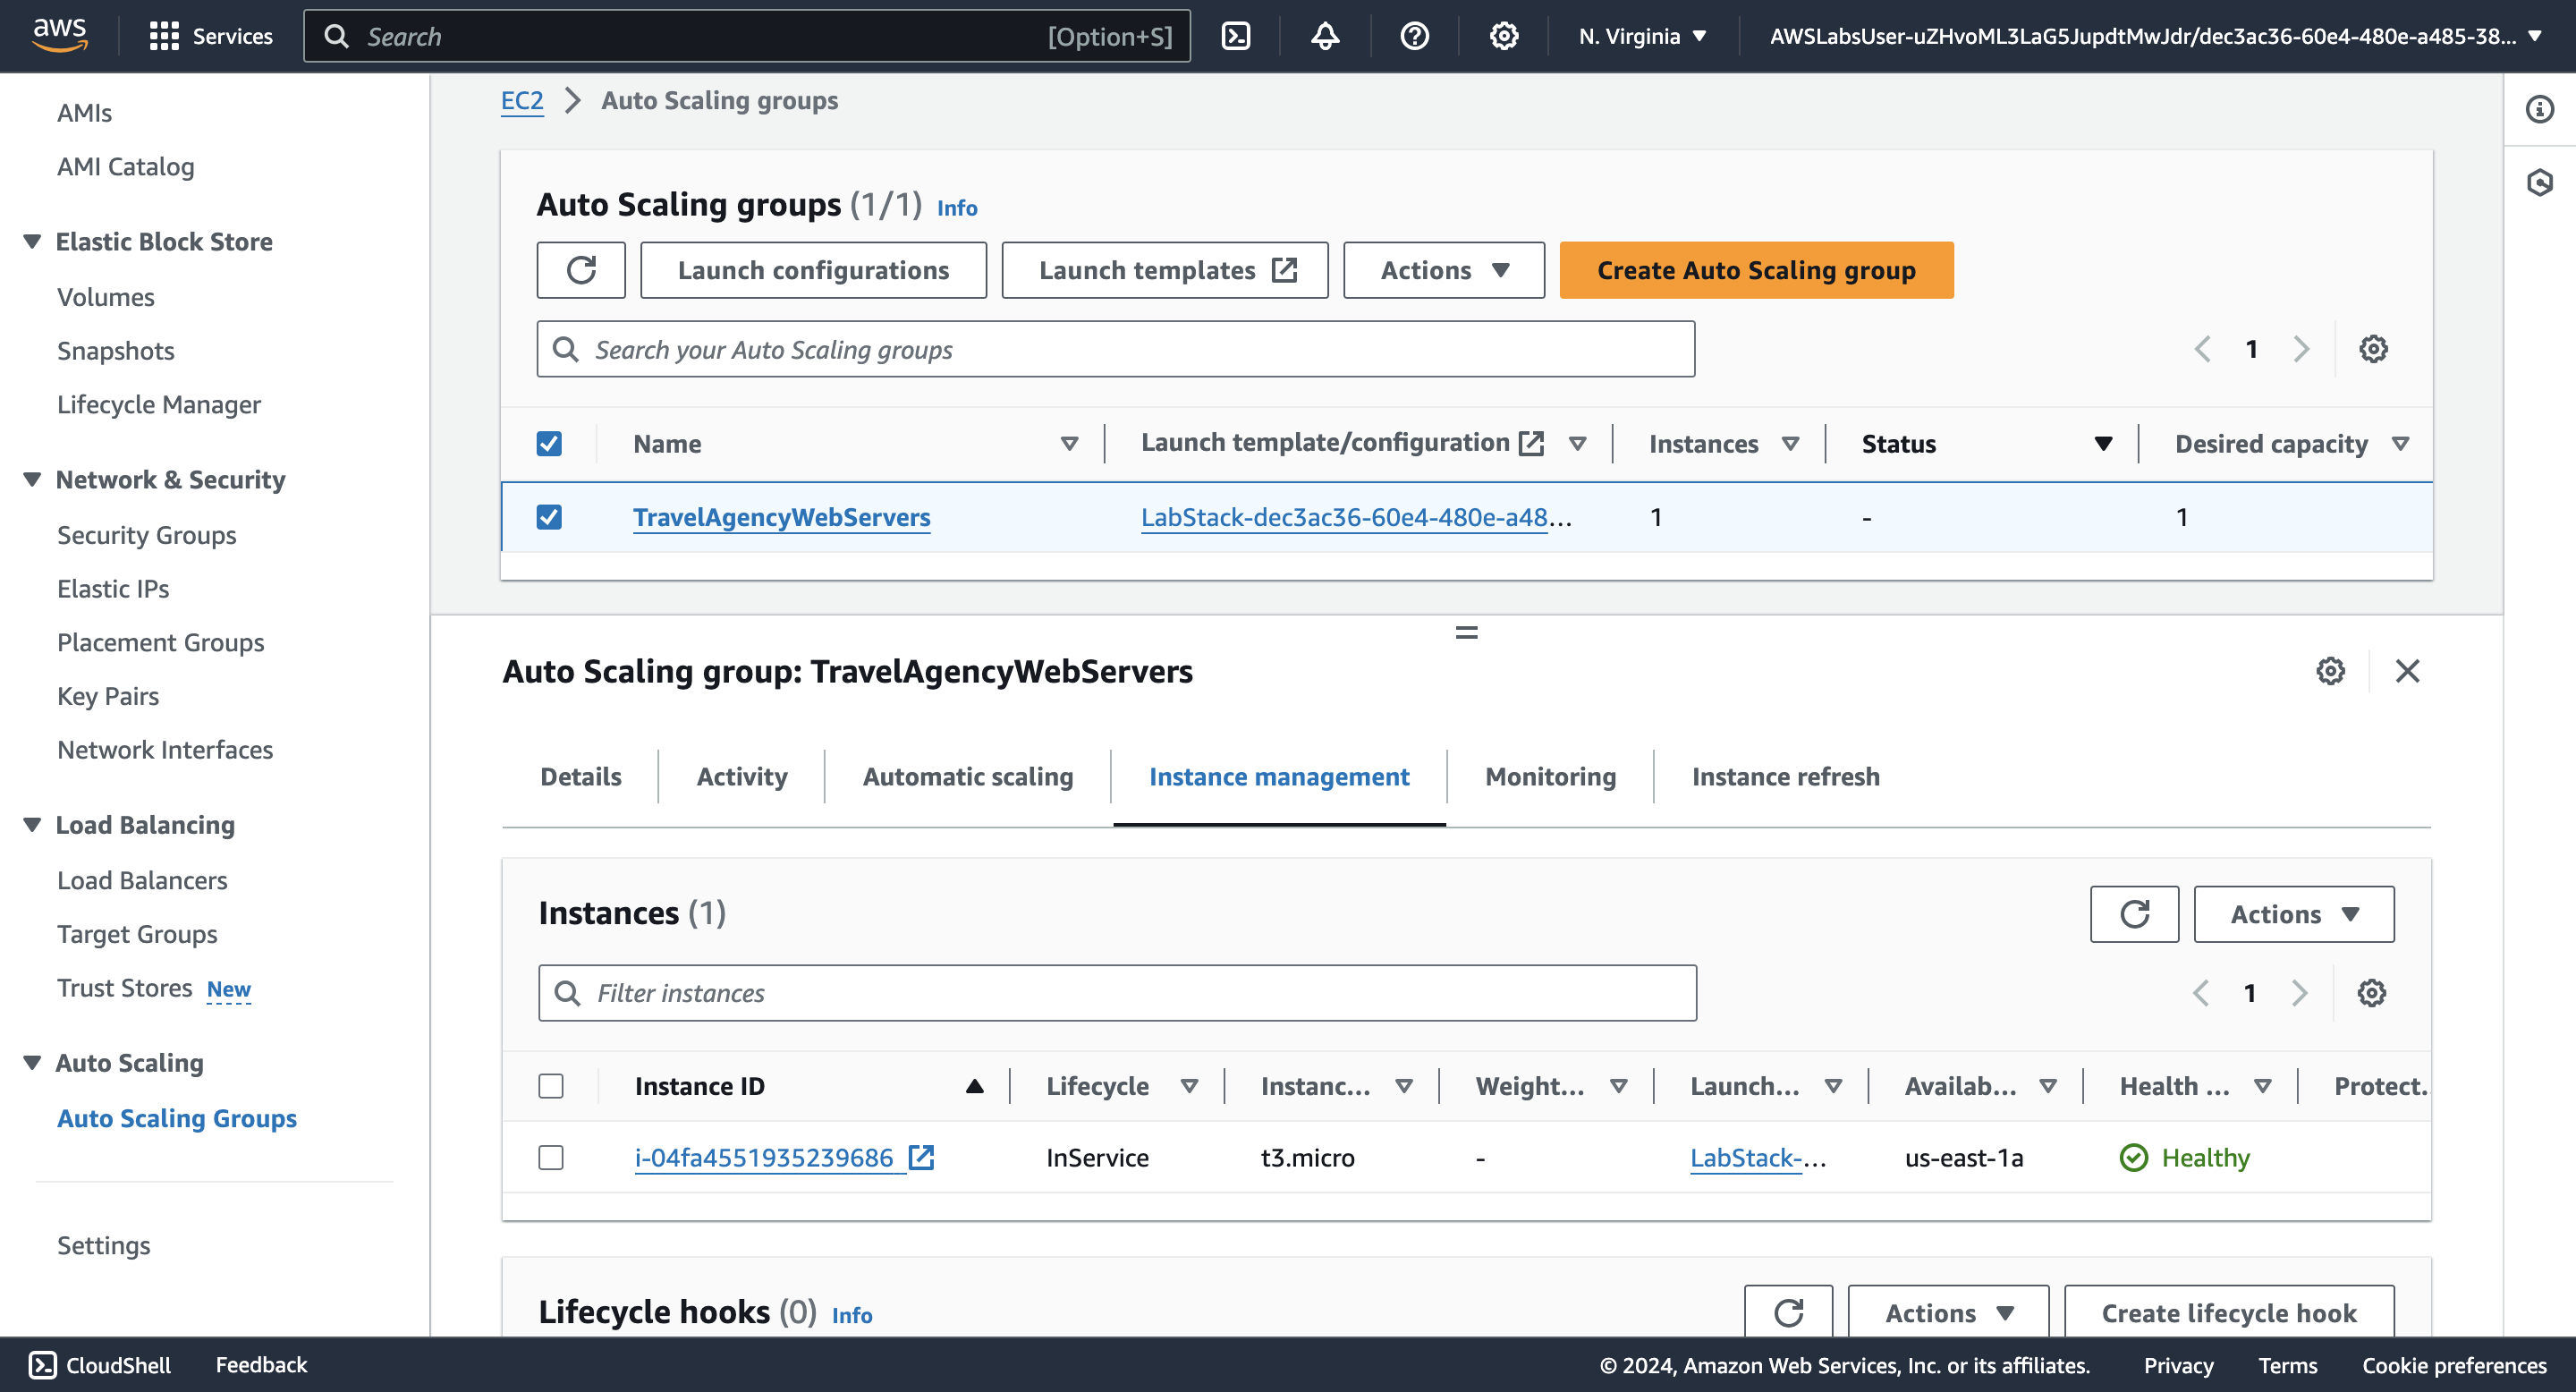 aws Services Search [Option+S] N. Virginia AWSLabsUser-uZHvoML3LaG5JupdtMwJdr/dec3ac36-60e4-480e-a485-38...
AMIs
AMI Catalog
Elastic Block Store
Volumes
Snapshots
Lifecycle Manager
Network & Security
Security Groups
Elastic IPs
Placement Groups
Key Pairs
Network Interfaces
Load Balancing
Load Balancers
Target Groups
Trust Stores New
Auto Scaling
Auto Scaling Groups
Settings
EC2 Auto Scaling groups
Auto Scaling groups (1/1) Info
Launch configurations Launch templates Actions Create Auto Scaling group
Search your Auto Scaling groups 1
Name Launch template/configuration Instances Status Desired capacity
TravelAgencyWebServers LabStack-dec3ac36-60e4-480e-a48... 1 - 1
Auto Scaling group: TravelAgencyWebServers
Details Activity Automatic scaling Instance management Monitoring Instance refresh
Instances (1) Actions
Filter instances 1
Instance ID Lifecycle Instanc... Weight... Launch... Availab... Health ... Protect.
i-04fa4551935239686 InService t3.micro - LabStack-... us-east-1a Healthy
Lifecycle hooks (0) Info Actions Create lifecycle hook
CloudShell Feedback © 2024, Amazon Web Services, Inc. or its affiliates. Privacy Terms Cookie preferences